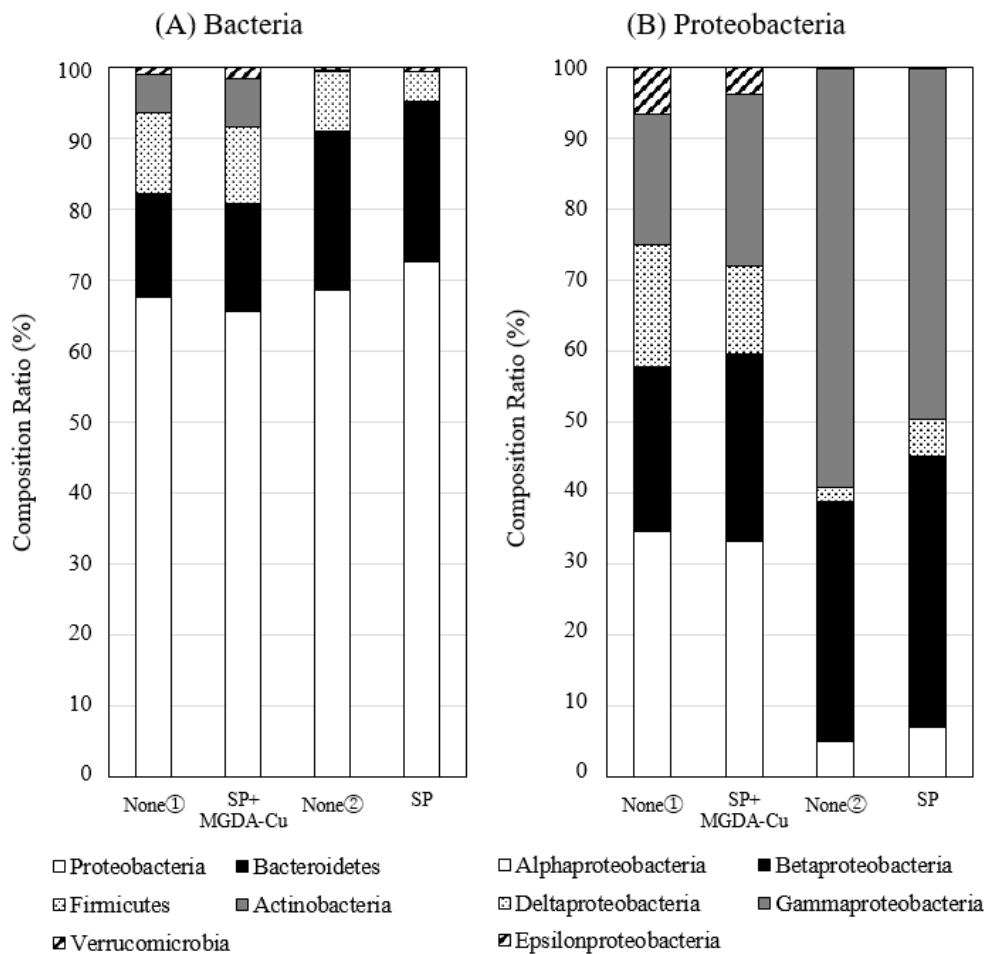 (A) Bacteria
Composition Ratio (%)
100
90
80
70
60
50
40
30
20
10
0
None①
SP+
MGDA-Cu
None②
SP
Proteobacteria
Bacteroidetes
Firmicutes
Actinobacteria
Verrucomicrobia
(B) Proteobacteria
Composition Ratio (%)
100
90
80
70
60
50
40
30
20
10
0
None①
SP+
MGDA-Cu
None②
SP
Alphaproteobacteria
Betaproteobacteria
Deltaproteobacteria
Gammaproteobacteria
Epsilonproteobacteria